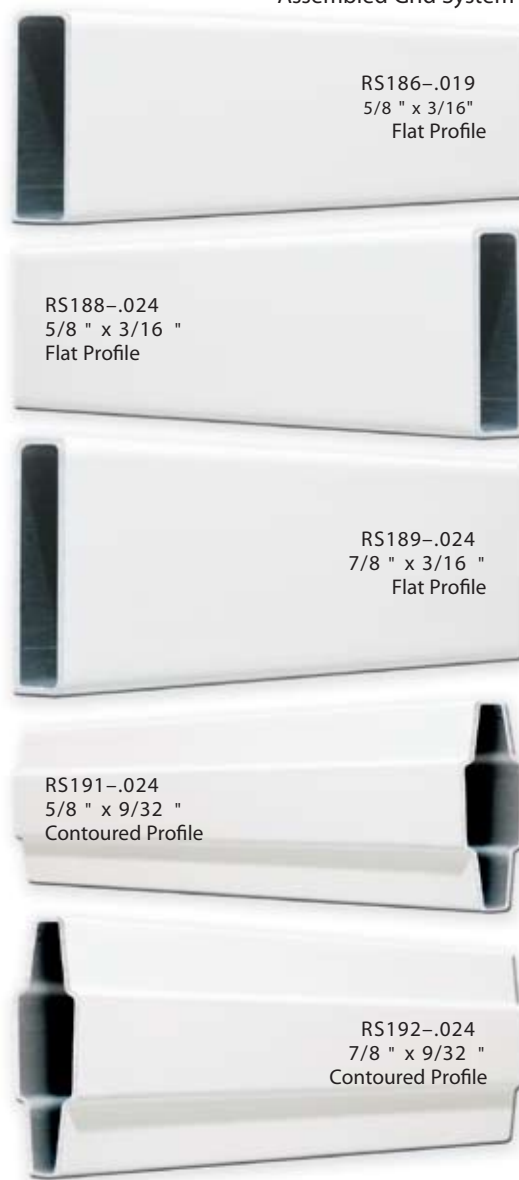 Assembled Grid System
RS186–.019
5/8 " x 3/16"
Flat Profile
RS188–.024
5/8 " x 3/16 "
Flat Profile
RS189–.024
7/8 " x 3/16 "
Flat Profile
RS191–.024
5/8 " x 9/32 "
Contoured Profile
RS192–.024
7/8 " x 9/32 "
Contoured Profile